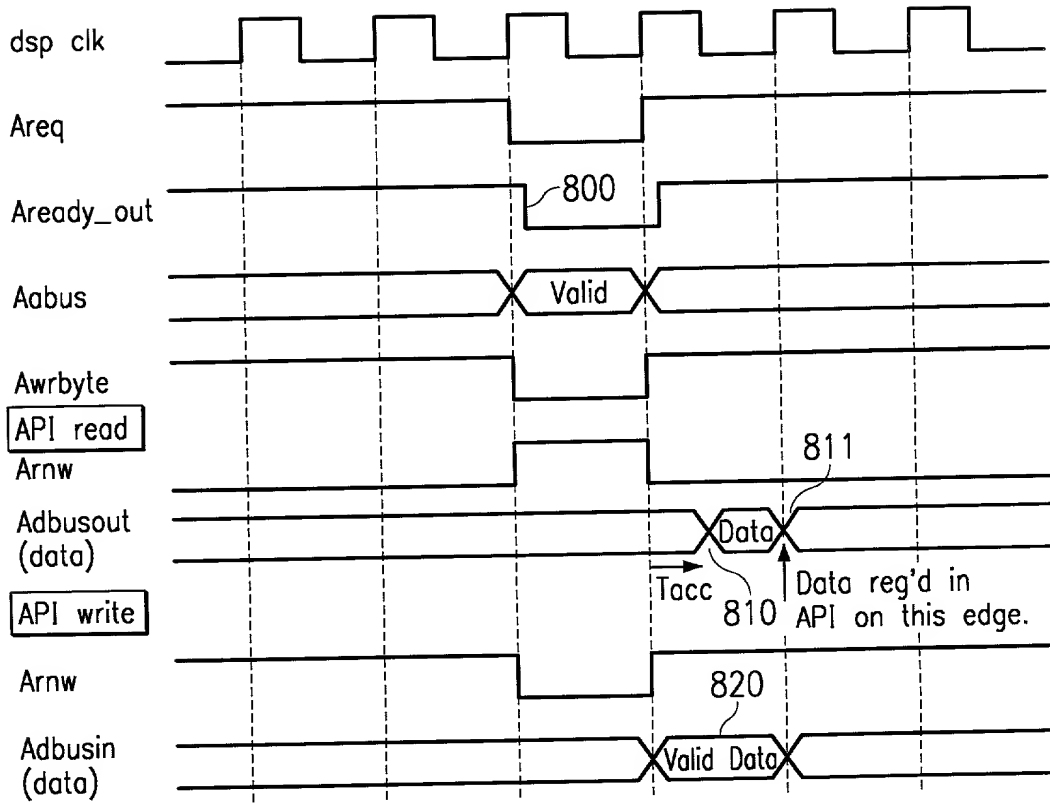 dsp clk
Areq
800
Aready_out
Aabus
Valid
Awrbyte
API read
Arnw
811
Adbusout
(data)
Data
Tacc
810
Data reg'd in
API on this edge.
API write
Arnw
820
Adbusin
(data)
Valid Data